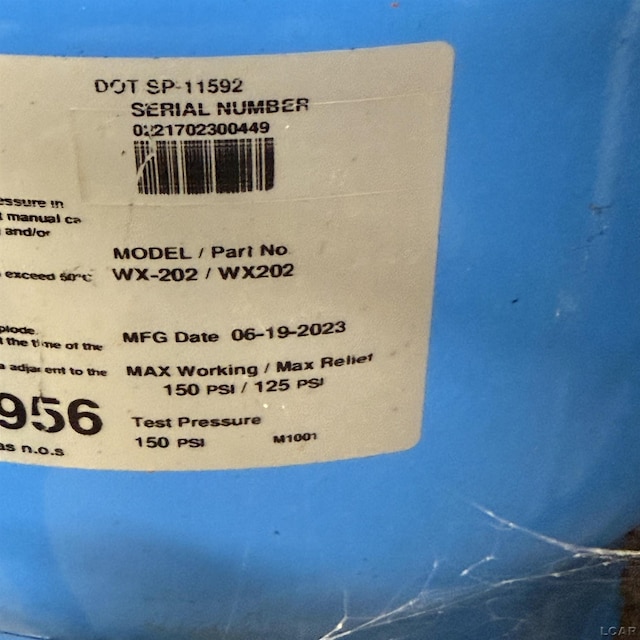 DOT SP-11592
SERIAL NUMBER
0221702300449
essure in
t manual ca
and/or
MODEL / Part No
exceed 50°C WX-202 / WX202
plode.
t the time of the
MFG Date 06-19-2023
adjacent to the
MAX Working / Max Relief
150 PSI / 125 PSI
956
Test Pressure
as n.o.s
150 PSI M1001
LCAR